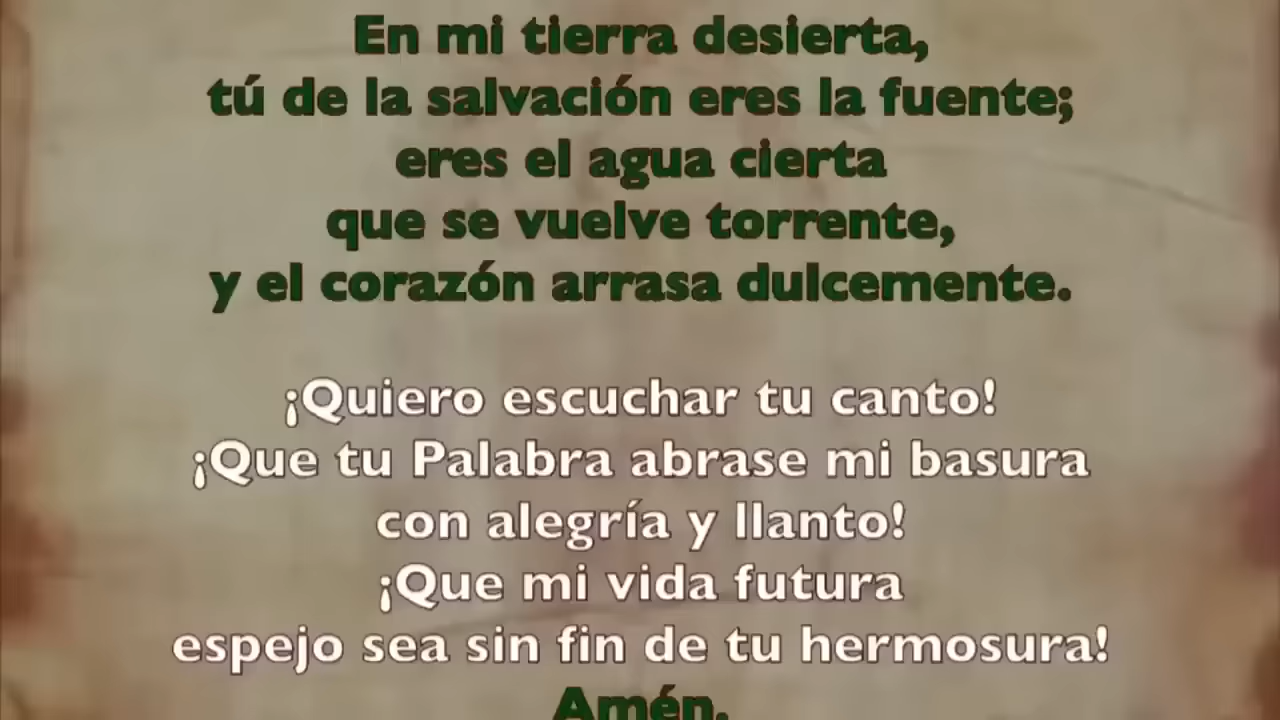 En mi tierra desierta,
tú de la salvación eres la fuente;
eres el agua cierta
que se vuelve torrente,
y el corazón arrasa dulcemente.
¡Quiero escuchar tu canto!
¡Que tu Palabra abrase mi basura
con alegría y llanto!
¡Que mi vida futura
espejo sea sin fin de tu hermosura!
Amén.